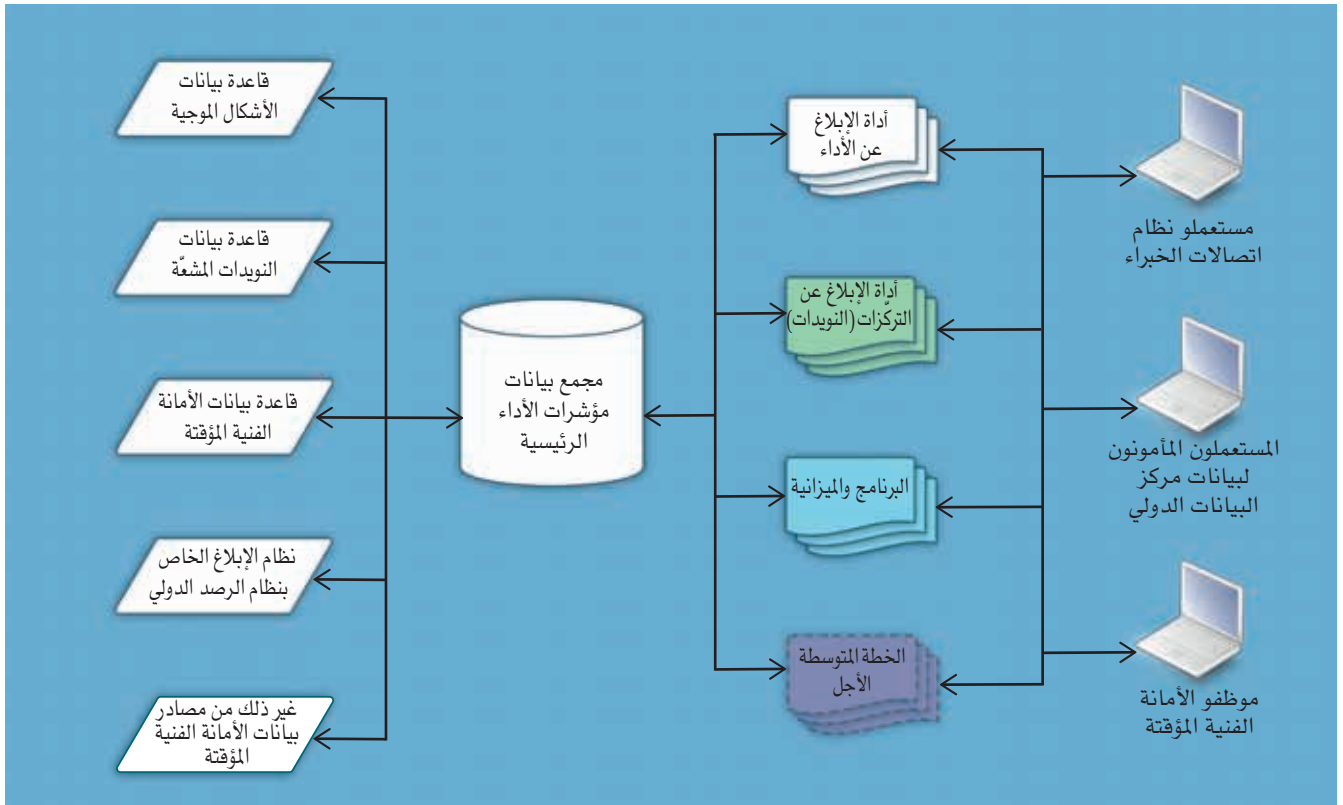 قاعدة بيانات
الأشكال الموجية
قاعدة بيانات
النويدات المشعّة
قاعدة بيانات الأمانة
الفنية المؤقتة
نظام الإبلاغ الخاص
بنظام الرصد الدولي
غير ذلك من مصادر
بيانات الأمانة الفنية
المؤقتة
مجمع بيانات
مؤشرات الأداء
الرئيسية
أداة الإبلاغ
عن الأداء
أداة الإبلاغ عن
التركّزات (النويدات)
البرنامج والميزانية
الخطة المتوسطة
الأجل
مستعملو نظام
اتصالات الخبراء
المستعملون المأمونون
لبيانات مركز
البيانات الدولي
موظفو الأمانة
الفنية المؤقتة